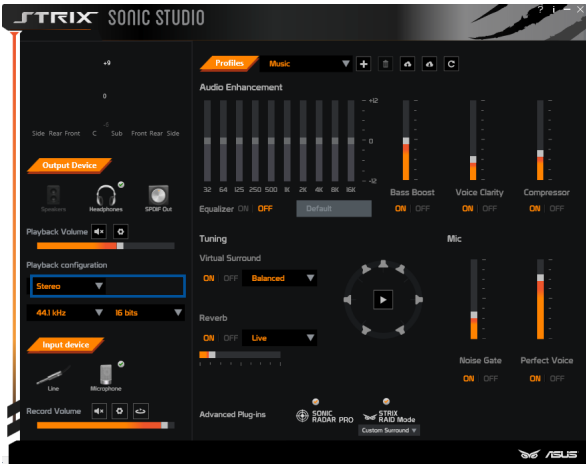 STRIX SONIC STUDIO
? i – ×
+9
0
-4
Side Rear Front C Sub Front Rear Side
Output Device
Speakers Headphones SPDIF Out
Playback Volume
Playback configuration
Stereo
44.1 kHz 16 bits
Input device
Line Microphone
Record Volume
Profiles Music
Audio Enhancement
+12
0
-12
32 64 125 250 500 1K 2K 4K 8K 16K
Equalizer ON OFF Default
Bass Boost Voice Clarity Compressor
ON OFF ON OFF ON OFF
Tuning
Virtual Surround
ON OFF Balanced
Reverb
ON OFF Live
Mic
Noise Gate Perfect Voice
ON OFF ON OFF
Advanced Plug-ins
SONIC
RADAR PRO
STRIX
RAID Mode
Custom Surround
ASUS